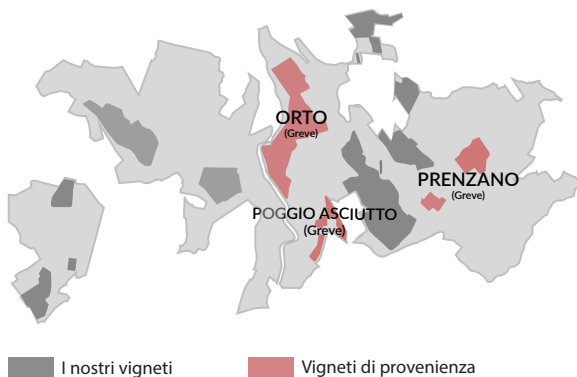 ORTO
(Greve)
PRENZANO
(Greve)
POGGIO ASCIUTTO
(Greve)
I nostri vigneti
Vigneti di provenienza